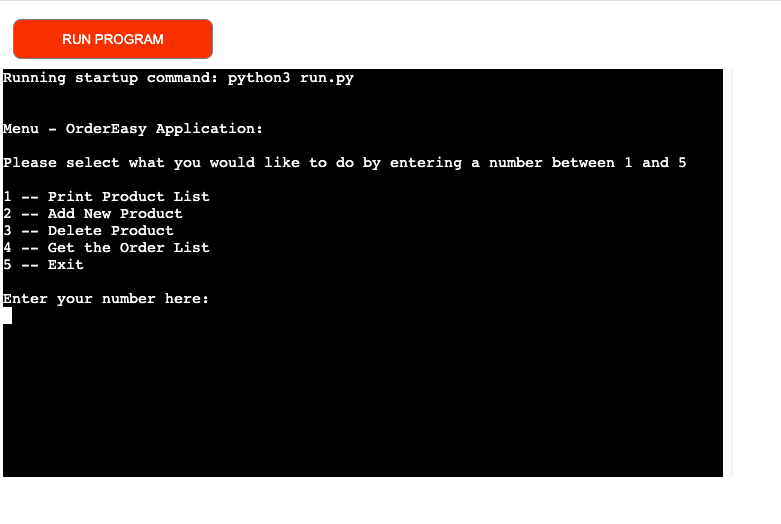 RUN PROGRAM
Running startup command: python3 run.py
Menu - OrderEasy Application:
Please select what you would like to do by entering a number between 1 and 5
1 -- Print Product List
2 -- Add New Product
3 -- Delete Product
4 -- Get the Order List
5 -- Exit
Enter your number here: